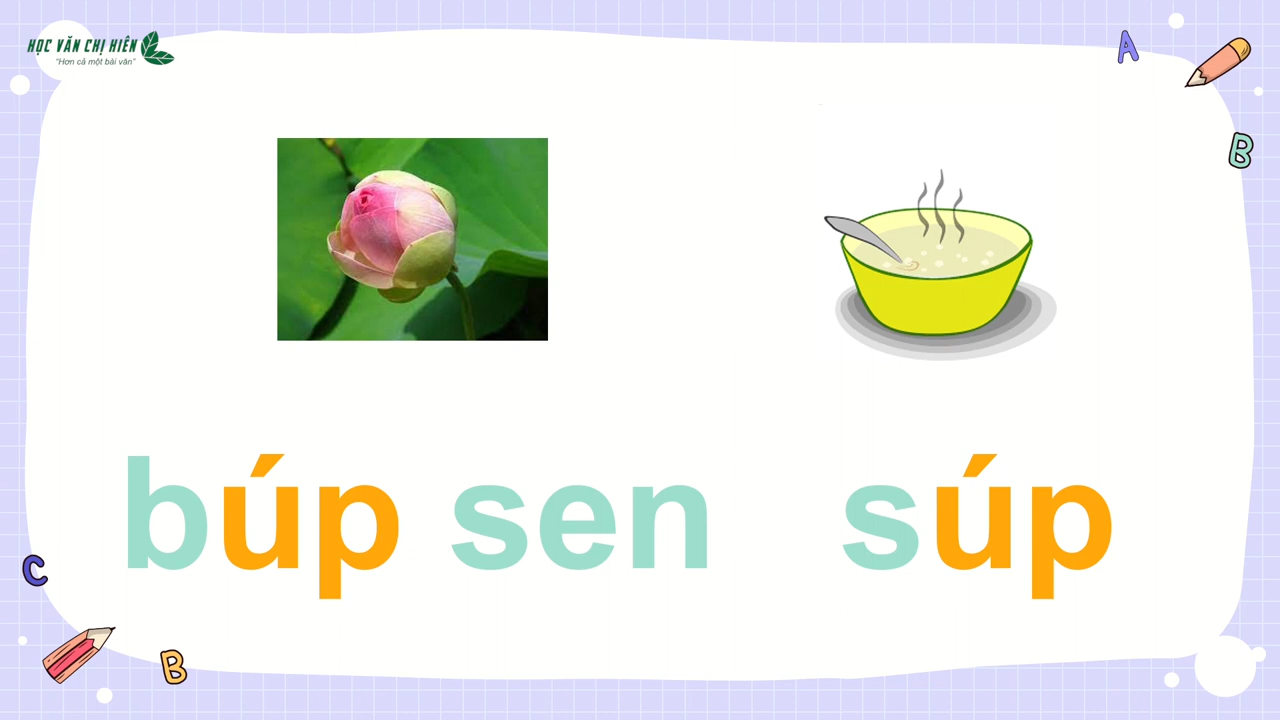 HỌC VĂN CHỊ HIÊN
"Hơn cả một bài văn"
A
B
búp sen súp
C
B